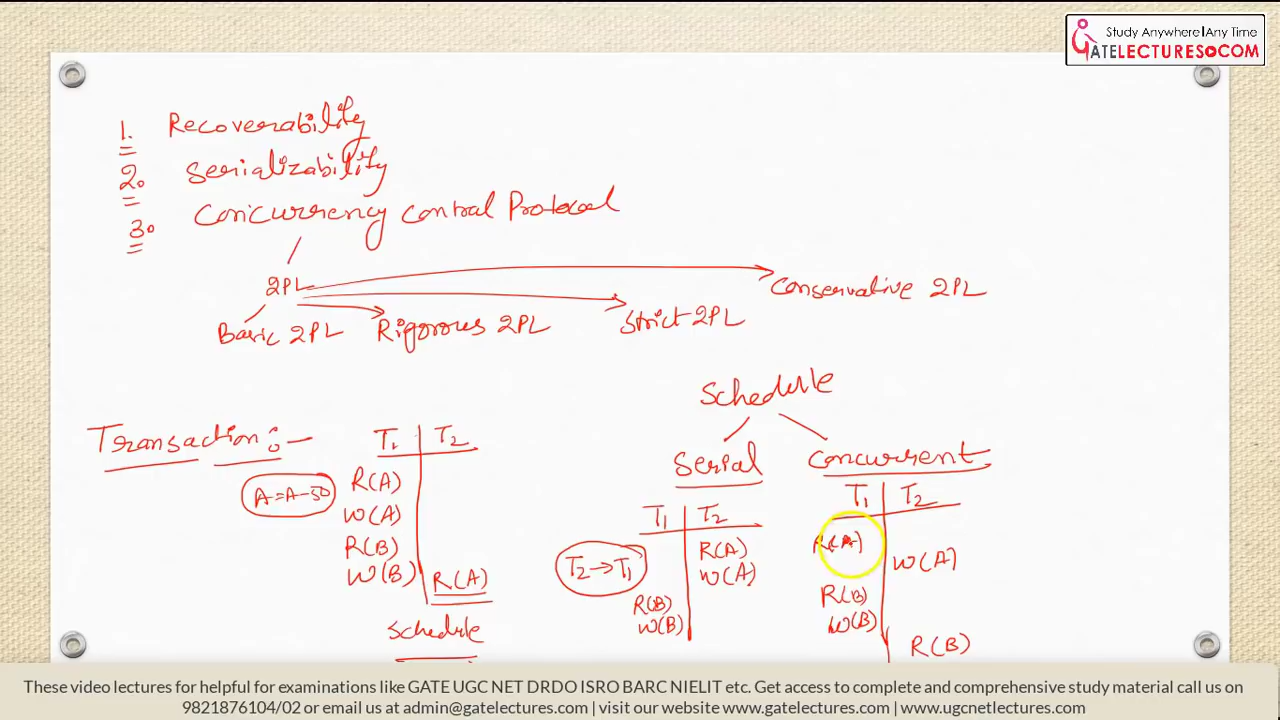 Study Anywhere|Any Time
GATELECTURES.COM
1. Recoverability
2. Serializability
3. Concurrency Control Protocol
2PL
Basic 2PL
Rigorous 2PL
Strict 2PL
Conservative 2PL
Schedule
Serial
Concurrent
Transaction:-
A=A-50
T1 T2
R(A)
W(A)
R(B)
W(B)
R(A)
Schedule
T2→T1
T1 T2
R(A)
W(A)
R(B)
W(B)
T1 T2
R(A)
W(A)
R(B)
W(B)
R(B)
These video lectures for helpful for examinations like GATE UGC NET DRDO ISRO BARC NIELIT etc. Get access to complete and comprehensive study material call us on
9821876104/02 or email us at admin@gatelectures.com | visit our website www.gatelectures.com | www.ugcnetlectures.com